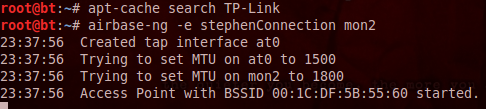 root@bt:~# apt-cache search TP-Link
root@bt:~# airbase-ng -e stephenConnection mon2
23:37:56  Created tap interface at0
23:37:56  Trying to set MTU on at0 to 1500
23:37:56  Trying to set MTU on mon2 to 1800
23:37:56  Access Point with BSSID 00:1C:DF:5B:55:60 started.